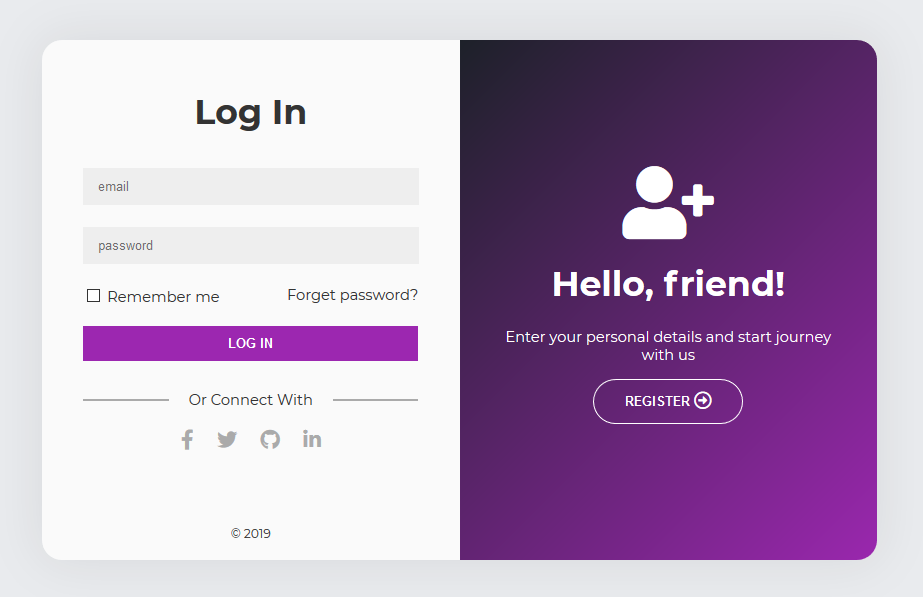 Log In
email
password
Remember me
Forget password?
LOG IN
Or Connect With
© 2019
Hello, friend!
Enter your personal details and start journey
with us
REGISTER